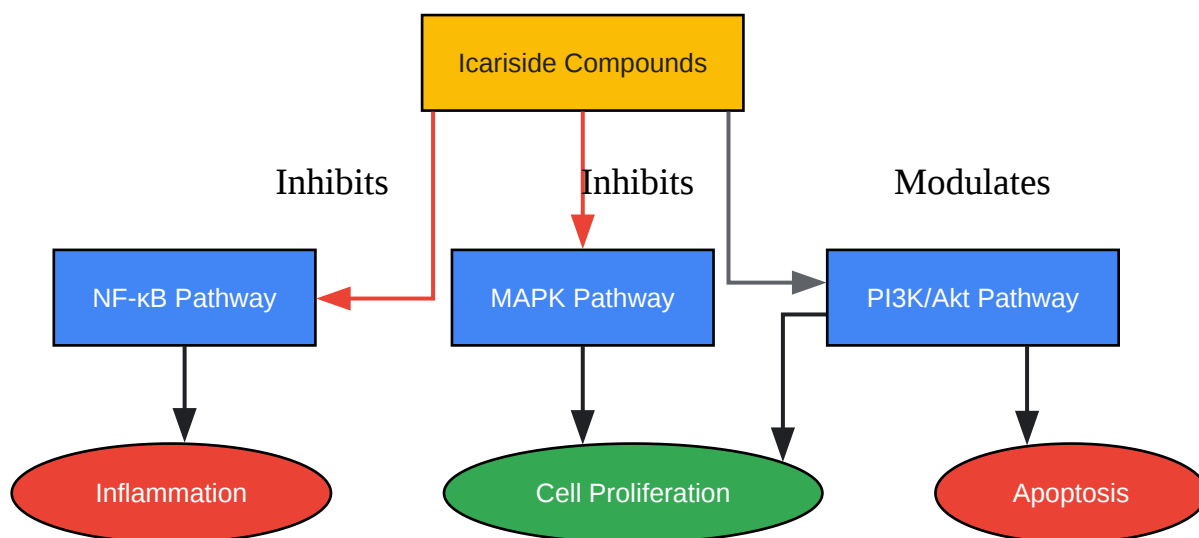 Icariside Compounds
Inhibits
Inhibits
Modulates
NF-κB Pathway
MAPK Pathway
PI3K/Akt Pathway
Inflammation
Cell Proliferation
Apoptosis